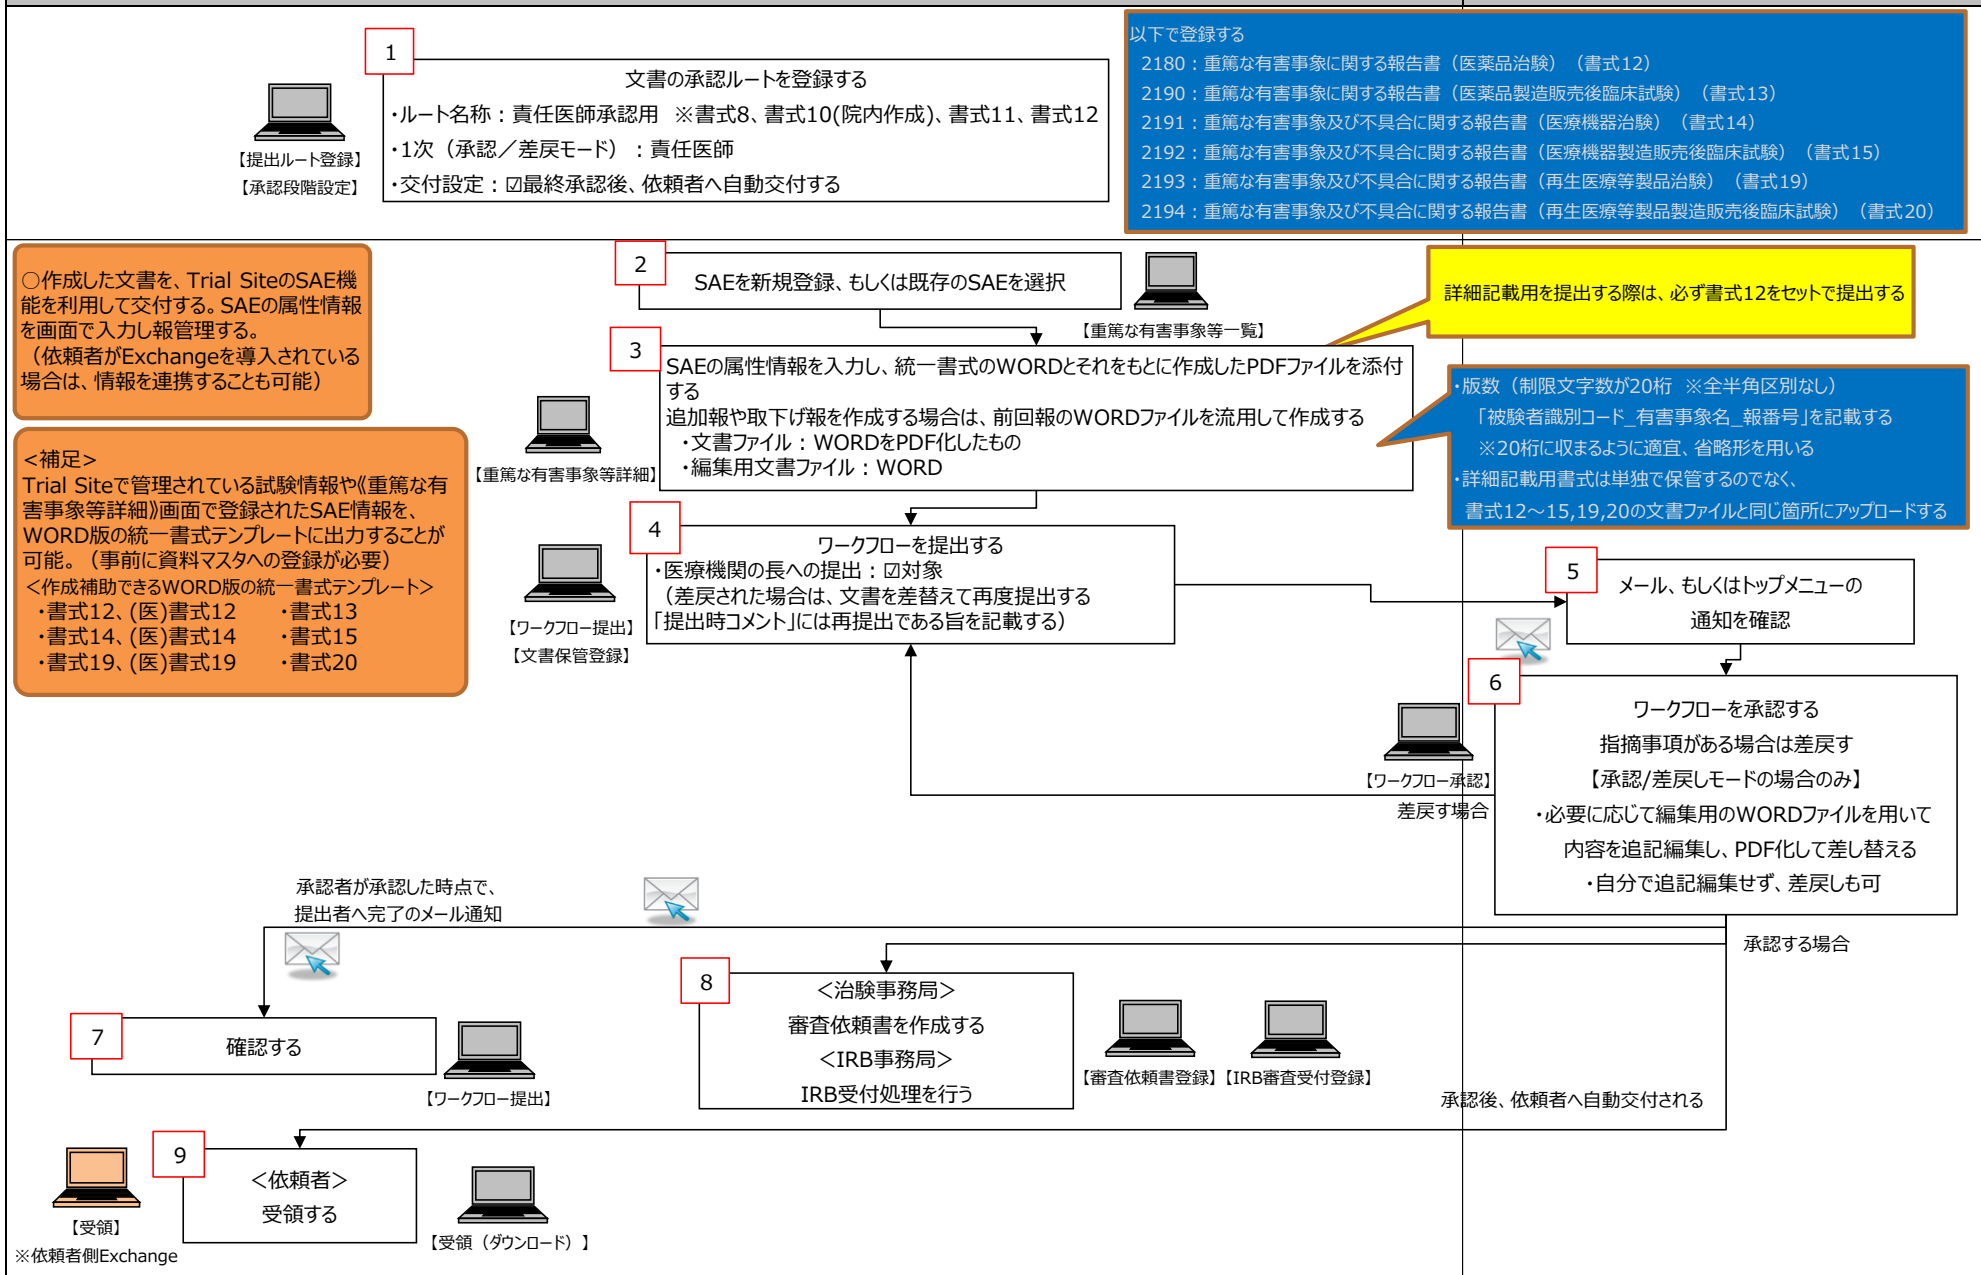 1
文書の承認ルートを登録する
・ルート名称：責任医師承認用　※書式8、書式10(院内作成)、書式11、書式12
・1次（承認／差戻モード）：責任医師
・交付設定：☑最終承認後、依頼者へ自動交付する
【提出ルート登録】
【承認段階設定】
以下で登録する
2180：重篤な有害事象に関する報告書（医薬品治験）（書式12）
2190：重篤な有害事象に関する報告書（医薬品製造販売後臨床試験）（書式13）
2191：重篤な有害事象及び不具合に関する報告書（医療機器治験）（書式14）
2192：重篤な有害事象及び不具合に関する報告書（医療機器製造販売後臨床試験）（書式15）
2193：重篤な有害事象及び不具合に関する報告書（再生医療等製品治験）（書式19）
2194：重篤な有害事象及び不具合に関する報告書（再生医療等製品製造販売後臨床試験）（書式20）
○作成した文書を、Trial SiteのSAE機
能を利用して交付する。SAEの属性情報
を画面で入力し報管理する。
（依頼者がExchangeを導入されている
場合は、情報を連携することも可能）
＜補足＞
Trial Siteで管理されている試験情報や《重篤な有
害事象等詳細》画面で登録されたSAE情報を、
WORD版の統一書式テンプレートに出力することが
可能。（事前に資料マスタへの登録が必要）
＜作成補助できるWORD版の統一書式テンプレート＞
・書式12、(医)書式12　　・書式13
・書式14、(医)書式14　　・書式15
・書式19、(医)書式19　　・書式20
2
SAEを新規登録、もしくは既存のSAEを選択
【重篤な有害事象等一覧】
詳細記載用を提出する際は、必ず書式12をセットで提出する
3
SAEの属性情報を入力し、統一書式のWORDとそれをもとに作成したPDFファイルを添付
する
追加報や取下げ報を作成する場合は、前回報のWORDファイルを流用して作成する
・文書ファイル：WORDをPDF化したもの
・編集用文書ファイル：WORD
【重篤な有害事象等詳細】
・版数（制限文字数が20桁　※全半角区別なし）
「被験者識別コード_有害事象名_報番号」を記載する
※20桁に収まるように適宜、省略形を用いる
・詳細記載用書式は単独で保管するのでなく、
書式12～15,19,20の文書ファイルと同じ箇所にアップロードする
4
ワークフローを提出する
・医療機関の長への提出：☑対象
（差戻された場合は、文書を差替えて再度提出する
「提出時コメント」には再提出である旨を記載する）
【ワークフロー提出】
【文書保管登録】
5
メール、もしくはトップメニューの
通知を確認
6
ワークフローを承認する
指摘事項がある場合は差戻す
【承認/差戻しモードの場合のみ】
・必要に応じて編集用のWORDファイルを用いて
内容を追記編集し、PDF化して差し替える
・自分で追記編集せず、差戻しも可
【ワークフロー承認】
差戻す場合
承認者が承認した時点で、
提出者へ完了のメール通知
承認する場合
7
確認する
【ワークフロー提出】
8
＜治験事務局＞
審査依頼書を作成する
＜IRB事務局＞
IRB受付処理を行う
【審査依頼書登録】【IRB審査受付登録】
承認後、依頼者へ自動交付される
9
＜依頼者＞
受領する
【受領】
※依頼者側Exchange
【受領（ダウンロード）】